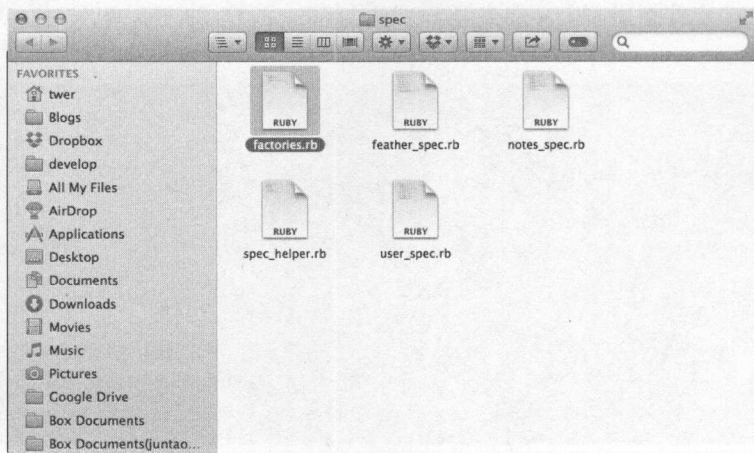 spec
FAVORITES
twer
Blogs
Dropbox
develop
All My Files
AirDrop
Applications
Desktop
Documents
Downloads
Movies
Music
Pictures
Google Drive
Box Documents
Box Documents(juntao...
RUBY
RUBY
RUBY
factories.rb
feather_spec.rb
notes_spec.rb
RUBY
RUBY
spec_helper.rb
user_spec.rb